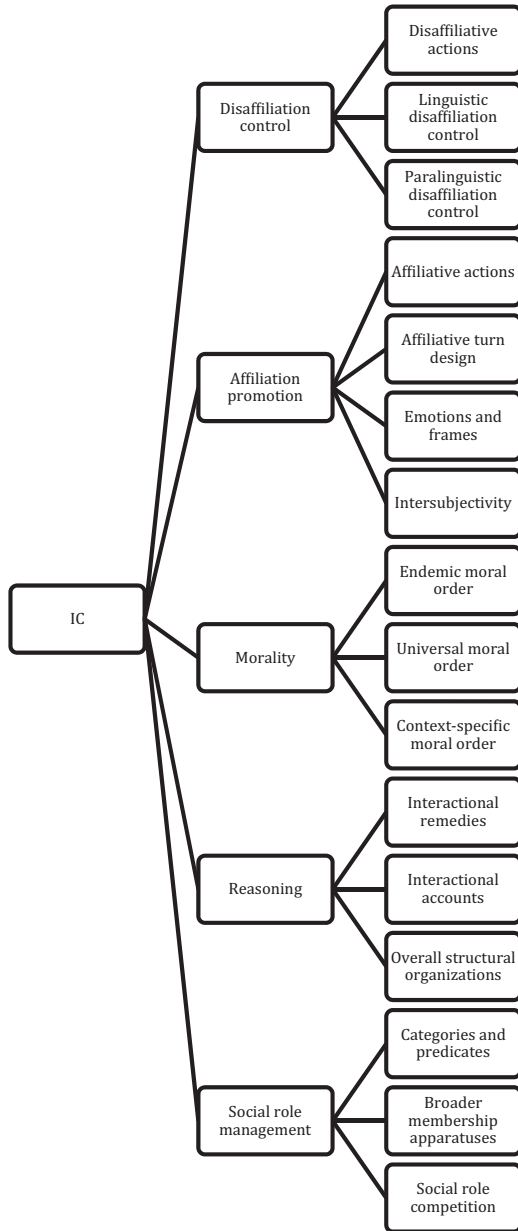 IC
Disaffiliation
control
Disaffiliative
actions
Linguistic
disaffiliation
control
Paralinguistic
disaffiliation
control
Affiliation
promotion
Affiliative actions
Affiliative turn
design
Emotions and
frames
Intersubjectivity
Morality
Endemic moral
order
Universal moral
order
Context-specific
moral order
Reasoning
Interactional
remedies
Interactional
accounts
Overall structural
organizations
Social role
management
Categories and
predicates
Broader
membership
apparatuses
Social role
competition